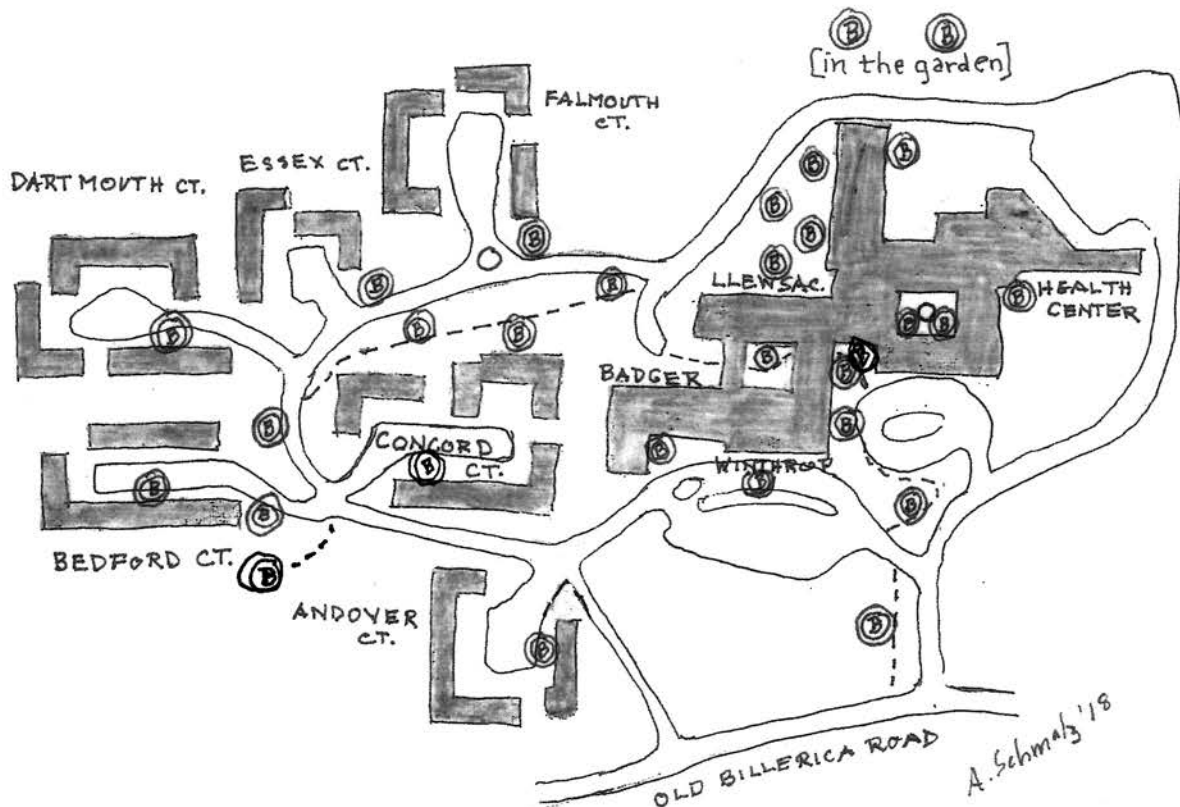 B B
[in the garden]
FALMOUTH
CT.
B
B
ESSEX CT.
DARTMOUTH CT.
B
B
B
B
LLEWSAC.
B
B
HEALTH
CENTER
B
B
B B
B
B
B
B
BADGER
B
B
B
CONCORD
CT.
B
B
WINTHROP
B
B
B
B
BEDFORD CT.
B
ANDOVER
CT.
B
B
OLD BILLERICA ROAD
A. Schmalz '18